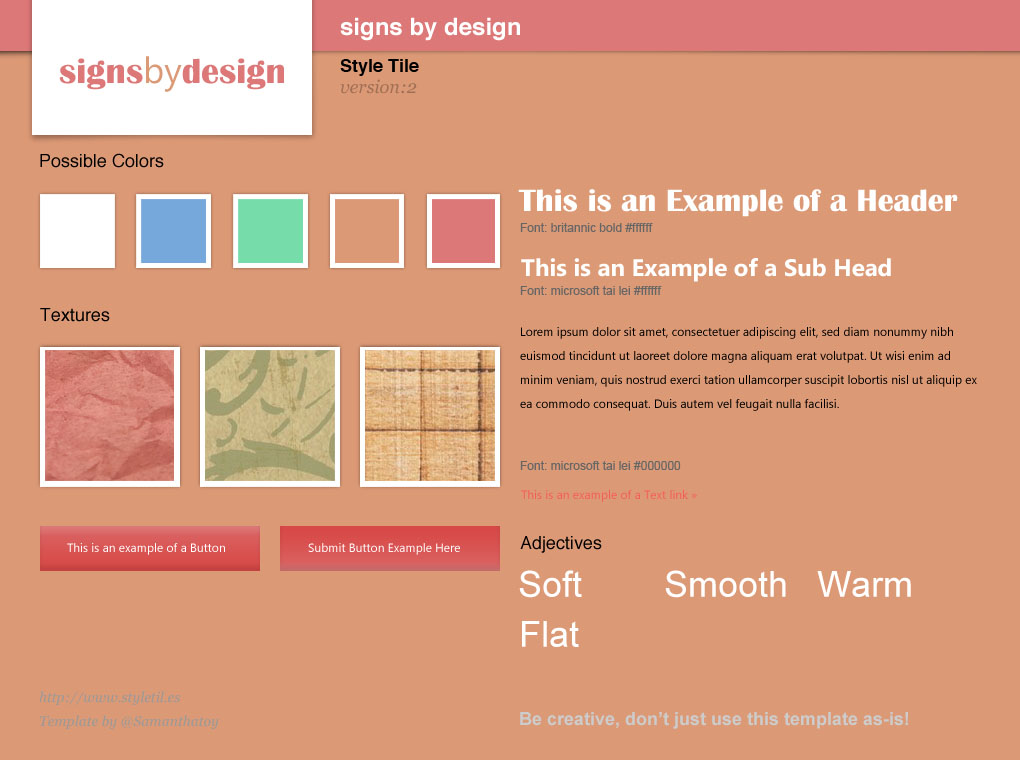 signs by design
signsbydesign
Style Tile
version:2
Possible Colors
This is an Example of a Header
Font: britannic bold #ffffff
This is an Example of a Sub Head
Font: microsoft tai lei #ffffff
Textures
Lorem ipsum dolor sit amet, consectetuer adipiscing elit, sed diam nonummy nibh
euismod tincidunt ut laoreet dolore magna aliquam erat volutpat. Ut wisi enim ad
minim veniam, quis nostrud exerci tation ullamcorper suscipit lobortis nisl ut aliquip ex
ea commodo consequat. Duis autem vel feugait nulla facilisi.
Font: microsoft tai lei #000000
This is an example of a Text link »
This is an example of a Button
Submit Button Example Here
Adjectives
Soft Smooth Warm
Flat
http://www.styletil.es
Template by @Samanthatoy
Be creative, don’t just use this template as-is!